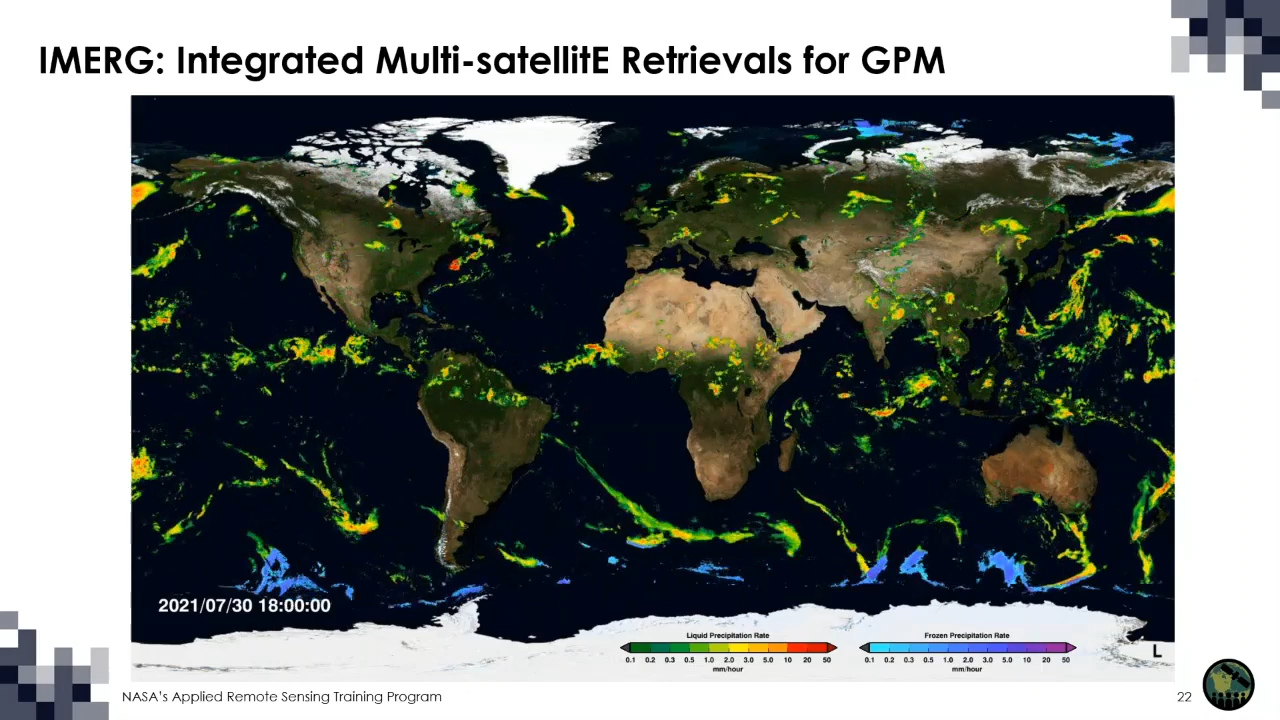 IMERG: Integrated Multi-satellitE Retrievals for GPM
2021/07/30 18:00:00
Liquid Precipitation Rate
0.1 0.2 0.3 0.5 1.0 2.0 3.0 5.0 10 20 50
mm/hour
Frozen Precipitation Rate
0.1 0.2 0.3 0.5 1.0 2.0 3.0 5.0 10 20 50
mm/hour
L
NASA's Applied Remote Sensing Training Program
22